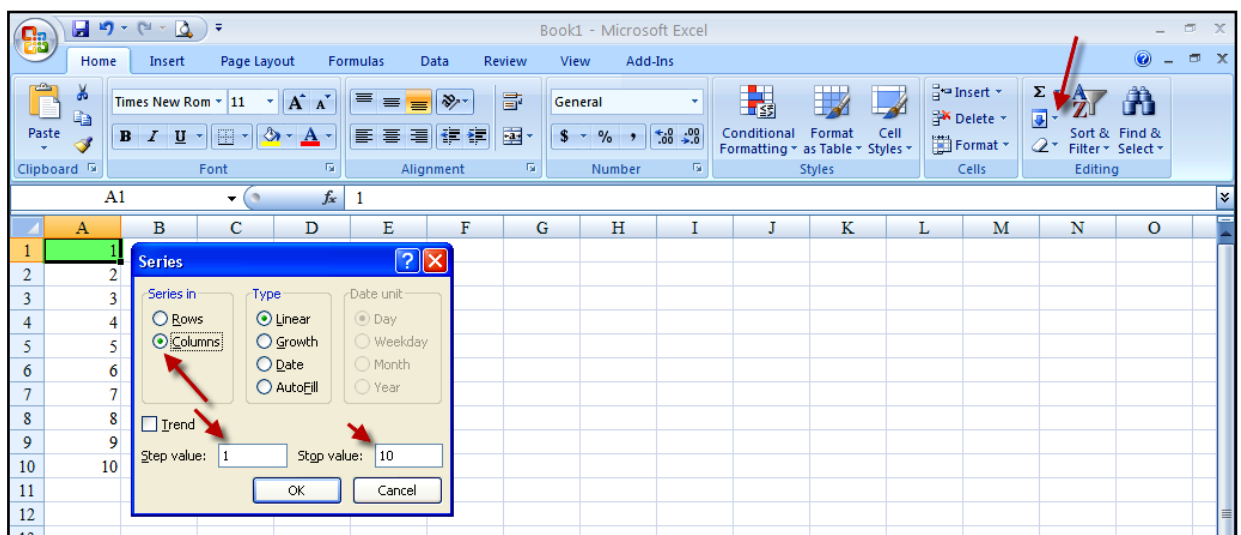 Book1 - Microsoft Excel
Home Insert Page Layout Formulas Data Review View Add-Ins
Times New Rom 11 A A General Insert Σ
Paste B I U A $ % , .0 .00 .00 .0 Conditional Formatting Format as Table Cell Styles Delete Format Sort & Filter Find & Select
Clipboard Font Alignment Number Styles Cells Editing
A1 fx 1
A B C D E F G H I J K L M N O
1 1
2 2
3 3
4 4
5 5
6 6
7 7
8 8
9 9
10 10
11
12
Series ?
Series in Type Date unit
Rows Linear Day
Columns Growth Weekday
Date Month
AutoFill Year
Trend
Step value: 1 Stop value: 10
OK Cancel